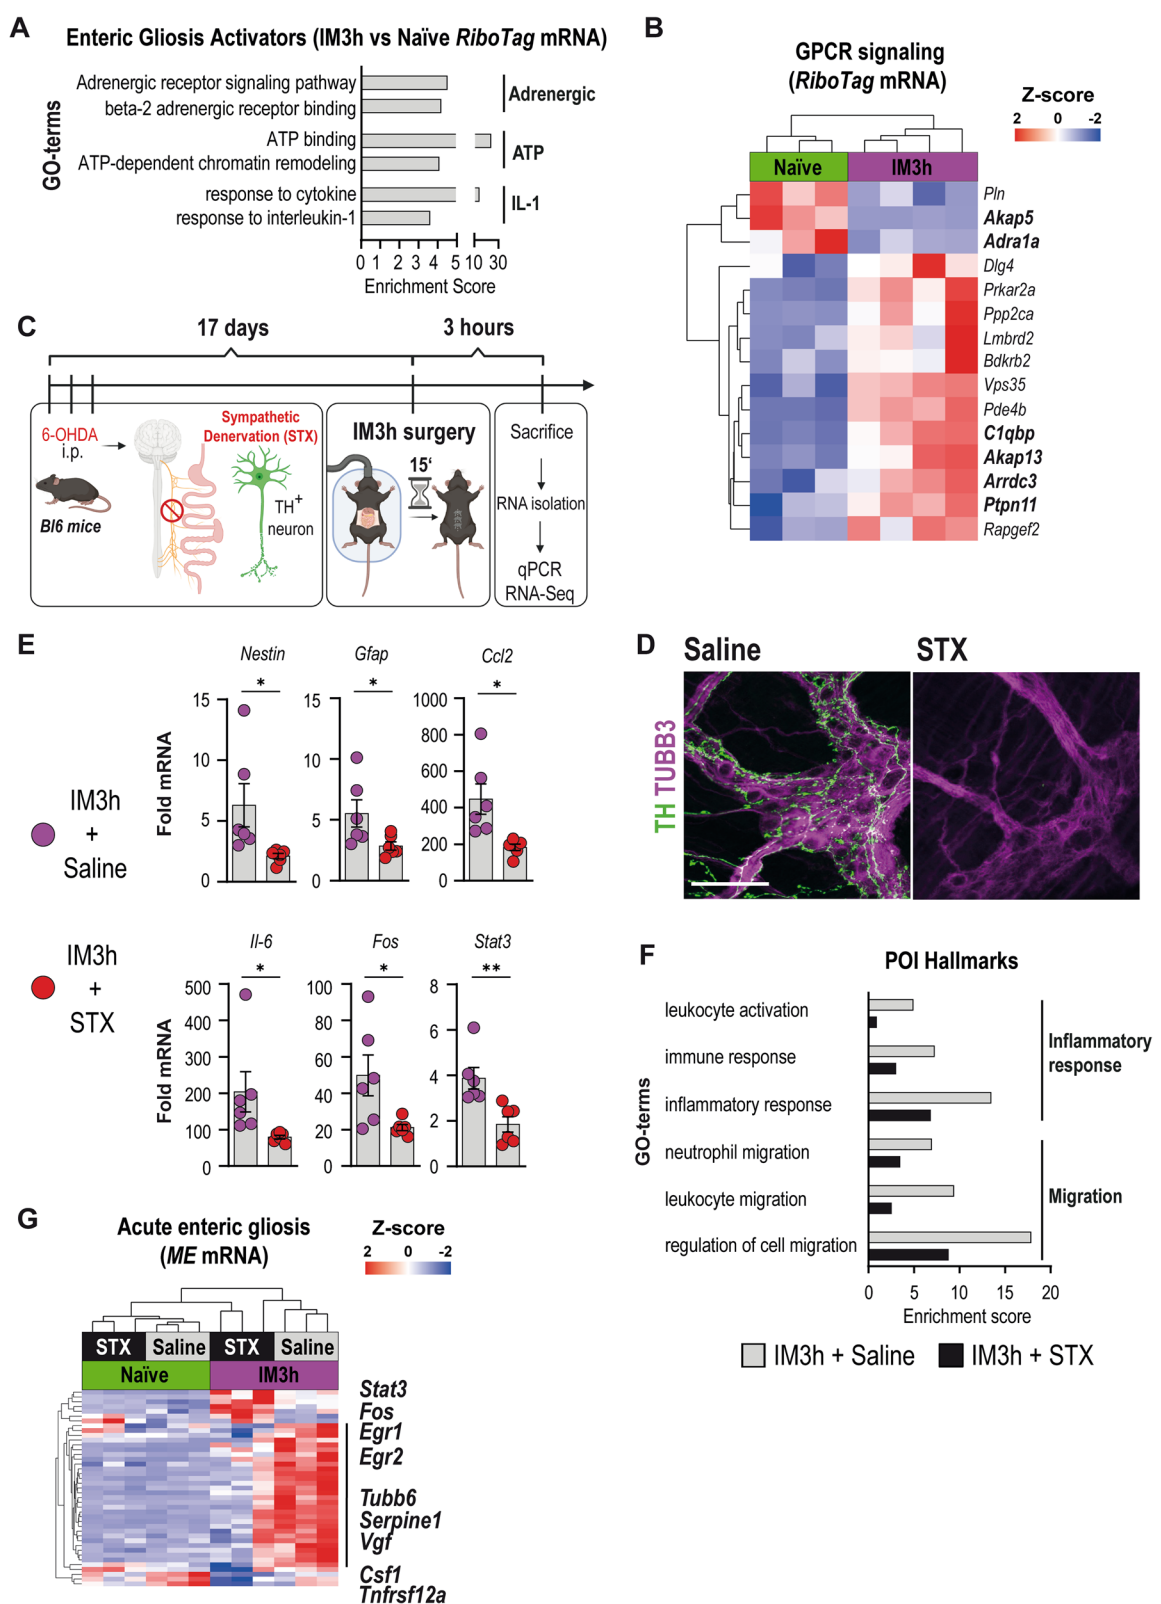 A
Enteric Gliosis Activators (IM3h vs Naïve RiboTag mRNA)
GO-terms
Adrenergic receptor signaling pathway
beta-2 adrenergic receptor binding
ATP binding
ATP-dependent chromatin remodeling
response to cytokine
response to interleukin-1
Adrenergic
ATP
IL-1
0 1 2 3 4 5 10 30
Enrichment Score
B
GPCR signaling
(RiboTag mRNA)
Z-score
2 0 -2
Naïve IM3h
Pln
Akap5
Adra1a
Dlg4
Prkar2a
Ppp2ca
Lmbrd2
Bdkrb2
Vps35
Pde4b
C1qbp
Akap13
Arrdc3
Ptpn11
Rapgef2
C
17 days 3 hours
6-OHDA
i.p.
Bl6 mice
Sympathetic
Denervation (STX)
TH+
neuron
IM3h surgery
15‘
Sacrifice
RNA isolation
qPCR
RNA-Seq
D
Saline STX
TH TUBB3
E
IM3h
+
Saline
IM3h
+
STX
Nestin
*
Fold mRNA
15
10
5
0
Gfap
*
15
10
5
0
Ccl2
*
1000
800
600
400
200
0
Il-6
*
Fold mRNA
500
400
300
200
100
0
Fos
*
100
80
60
40
20
0
Stat3
**
8
6
4
2
0
F
POI Hallmarks
GO-terms
leukocyte activation
immune response
inflammatory response
neutrophil migration
leukocyte migration
regulation of cell migration
Inflammatory
response
Migration
0 5 10 15 20
Enrichment score
IM3h + Saline IM3h + STX
G
Acute enteric gliosis
(ME mRNA)
Z-score
2 0 -2
STX Saline STX Saline
Naïve IM3h
Stat3
Fos
Egr1
Egr2
Tubb6
Serpine1
Vgf
Csf1
Tnfrsf12a